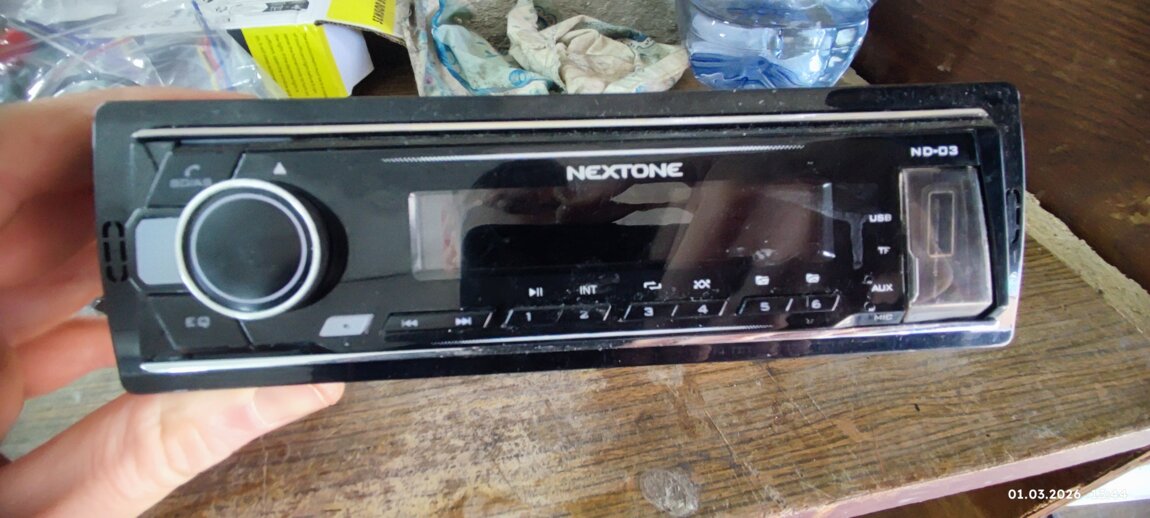 NEXTONE
ND-03
USB
TF
AUX
MIC
INT
1
2
3
4
5
6
EQ
01.03.2026